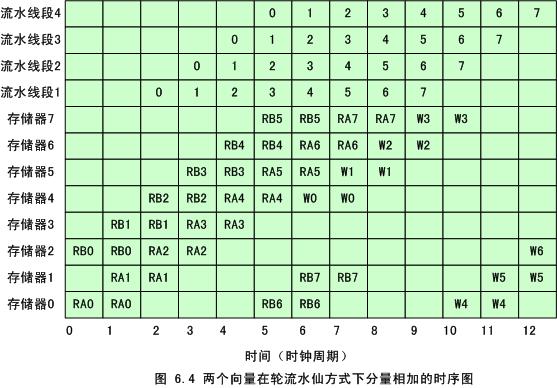 流水线段4 0 1 2 3 4 5 6 7
流水线段3 0 1 2 3 4 5 6 7
流水线段2 0 1 2 3 4 5 6 7
流水线段1 0 1 2 3 4 5 6 7
存储器7 RB5 RB5 RA7 RA7 W3 W3
存储器6 RB4 RB4 RA6 RA6 W2 W2
存储器5 RB3 RB3 RA5 RA5 W1 W1
存储器4 RB2 RB2 RA4 RA4 W0 W0
存储器3 RB1 RB1 RA3 RA3
存储器2 RB0 RB0 RA2 RA2 W6
存储器1 RA1 RA1 RB7 RB7 W5 W5
存储器0 RA0 RA0 RB6 RB6 W4 W4
0 1 2 3 4 5 6 7 8 9 10 11 12
时间（时钟周期）
图 6.4 两个向量在轮流水仙方式下分量相加的时序图